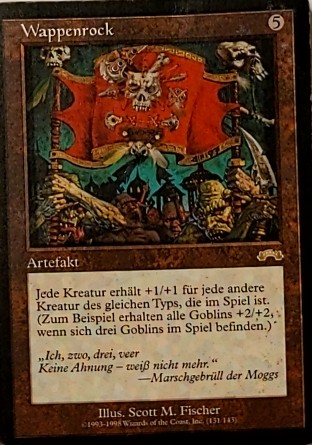 Wappenrock 5
Artefakt
Jede Kreatur erhält +1/+1 für jede andere
Kreatur des gleichen Typs, die im Spiel ist.
(Zum Beispiel erhalten alle Goblins +2/+2,
wenn sich drei Goblins im Spiel befinden.)
„Ich, zwo, drei, veer
Keine Ahnung – weiß nicht mehr.“
—Marschgebrüll der Moggs
Illus. Scott M. Fischer
©1993-1998 Wizards of the Coast, Inc. (131/143)